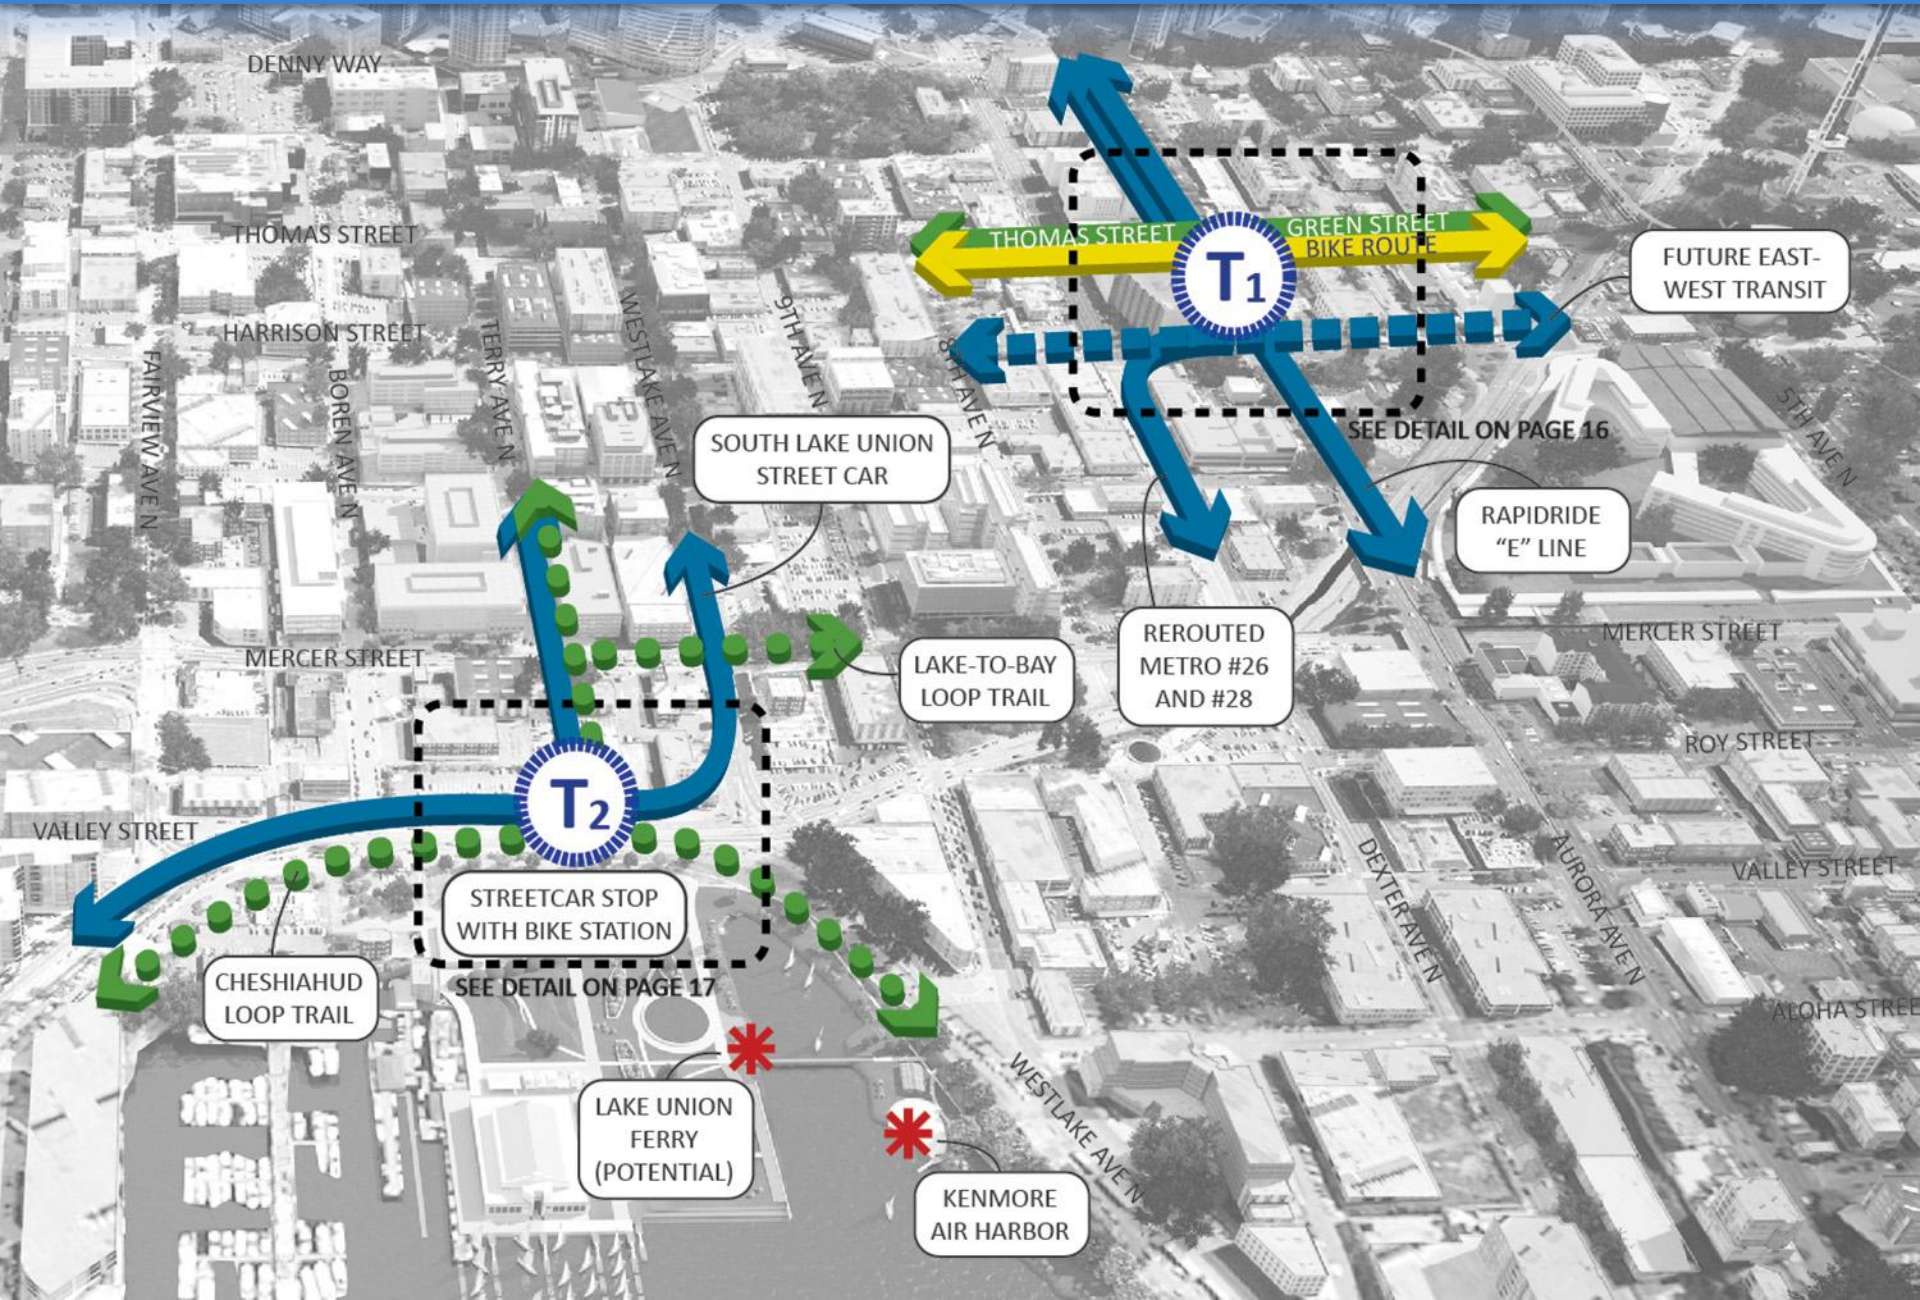 DENNY WAY
THOMAS STREET
THOMAS STREET
GREEN STREET
BIKE ROUTE
T1
FUTURE EAST-
WEST TRANSIT
HARRISON STREET
FAIRVIEW AVE N
BOREN AVE N
TERRY AVE N
WESTLAKE AVE N
9TH AVE N
8TH AVE N
5TH AVE N
SEE DETAIL ON PAGE 16
SOUTH LAKE UNION
STREET CAR
RAPIDRIDE
"E" LINE
REROUTED
METRO #26
AND #28
MERCER STREET
MERCER STREET
LAKE-TO-BAY
LOOP TRAIL
ROY STREET
T2
VALLEY STREET
VALLEY STREET
STREETCAR STOP
WITH BIKE STATION
SEE DETAIL ON PAGE 17
DEXTER AVE N
AURORA AVE N
CHESHIAHUD
LOOP TRAIL
ALOHA STREE
LAKE UNION
FERRY
(POTENTIAL)
WESTLAKE AVE N
KENMORE
AIR HARBOR